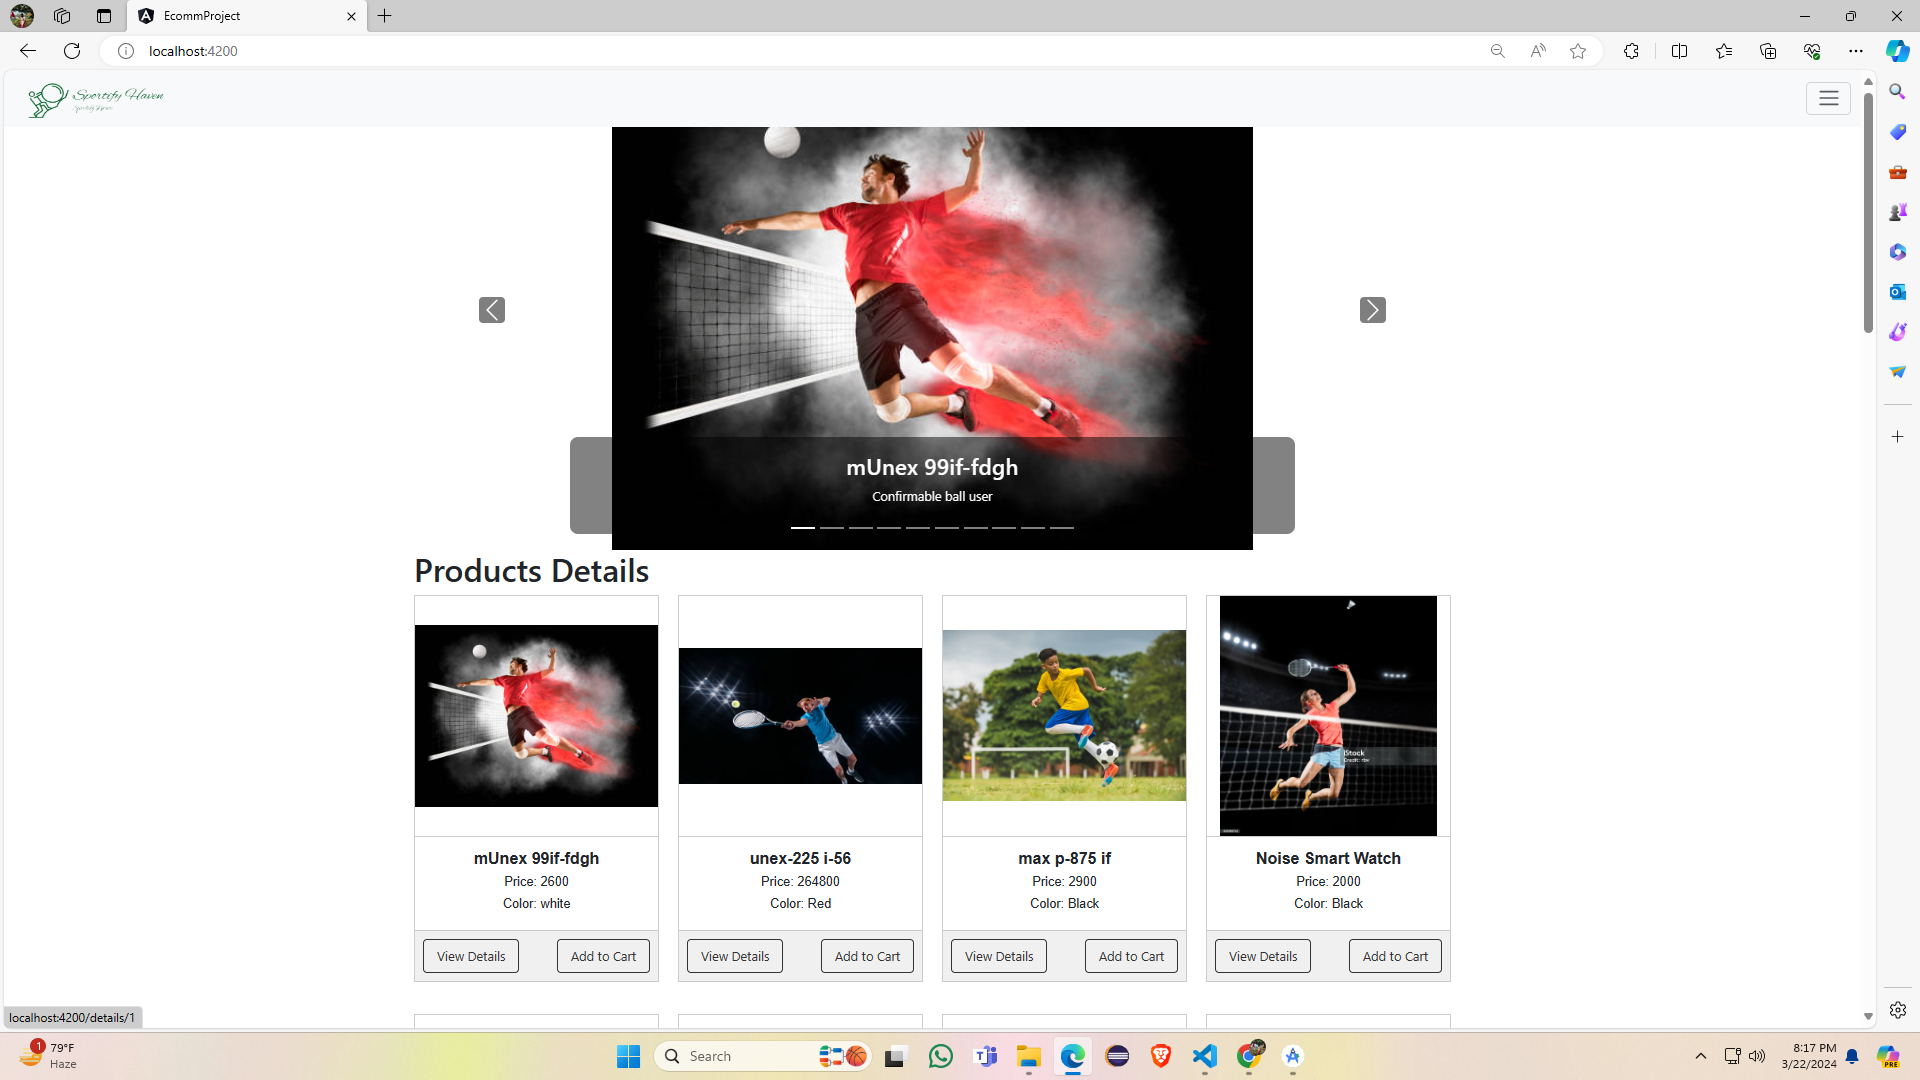 EcommProject
localhost:4200
Sportify Haven
mUnex 99if-fdgh
Confirmable ball user
Products Details
mUnex 99if-fdgh
Price: 2600
Color: white
View Details
Add to Cart
unex-225 i-56
Price: 264800
Color: Red
View Details
Add to Cart
max p-875 if
Price: 2900
Color: Black
View Details
Add to Cart
iStock
Noise Smart Watch
Price: 2000
Color: Black
View Details
Add to Cart
localhost:4200/details/1
1
79°F
Haze
Search
8:17 PM
3/22/2024
PRE